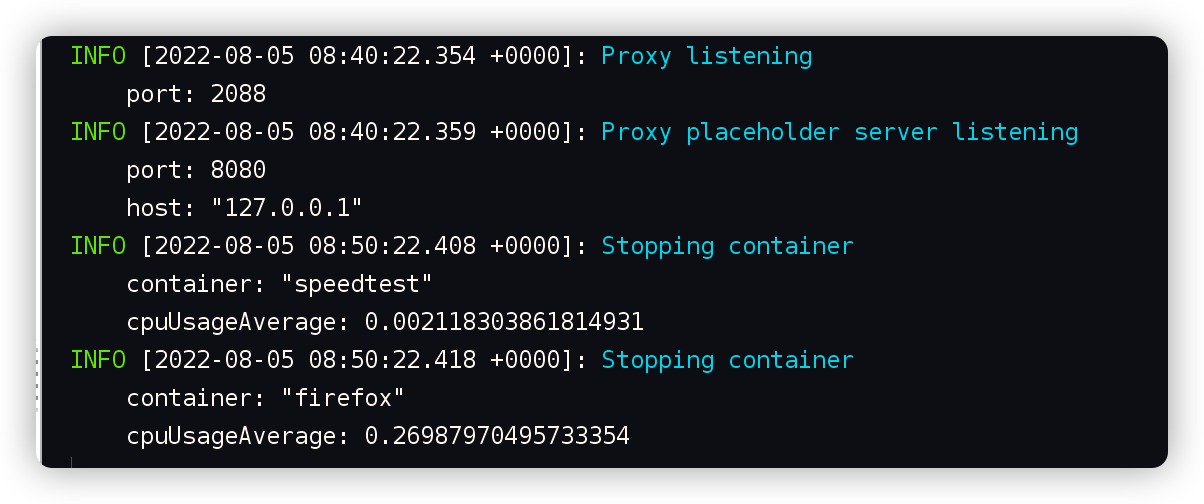 INFO [2022-08-05 08:40:22.354 +0000]: Proxy listening
port: 2088
INFO [2022-08-05 08:40:22.359 +0000]: Proxy placeholder server listening
port: 8080
host: "127.0.0.1"
INFO [2022-08-05 08:50:22.408 +0000]: Stopping container
container: "speedtest"
cpuUsageAverage: 0.002118303861814931
INFO [2022-08-05 08:50:22.418 +0000]: Stopping container
container: "firefox"
cpuUsageAverage: 0.26987970495733354